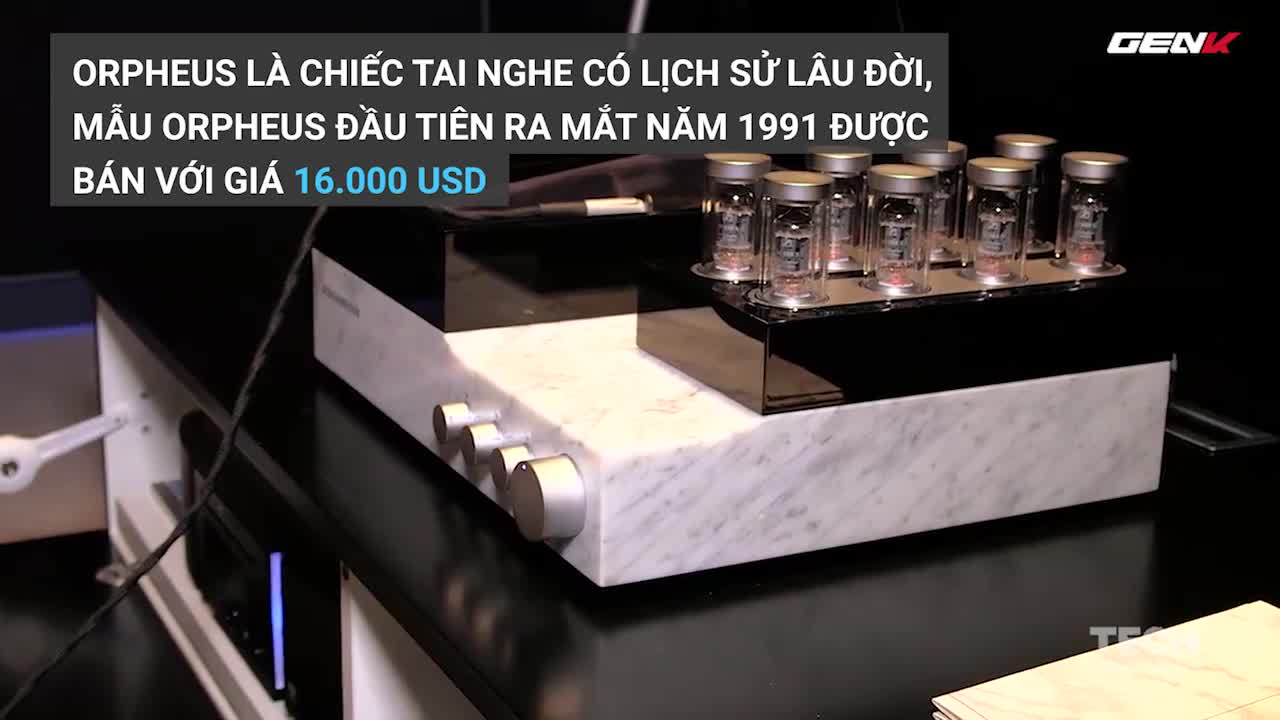 ORPHEUS LÀ CHIẾC TAI NGHE CÓ LỊCH SỬ LÂU ĐỜI,
MẪU ORPHEUS ĐẦU TIÊN RA MẮT NĂM 1991 ĐƯỢC
BÁN VỚI GIÁ 16.000 USD
GENK
TECH